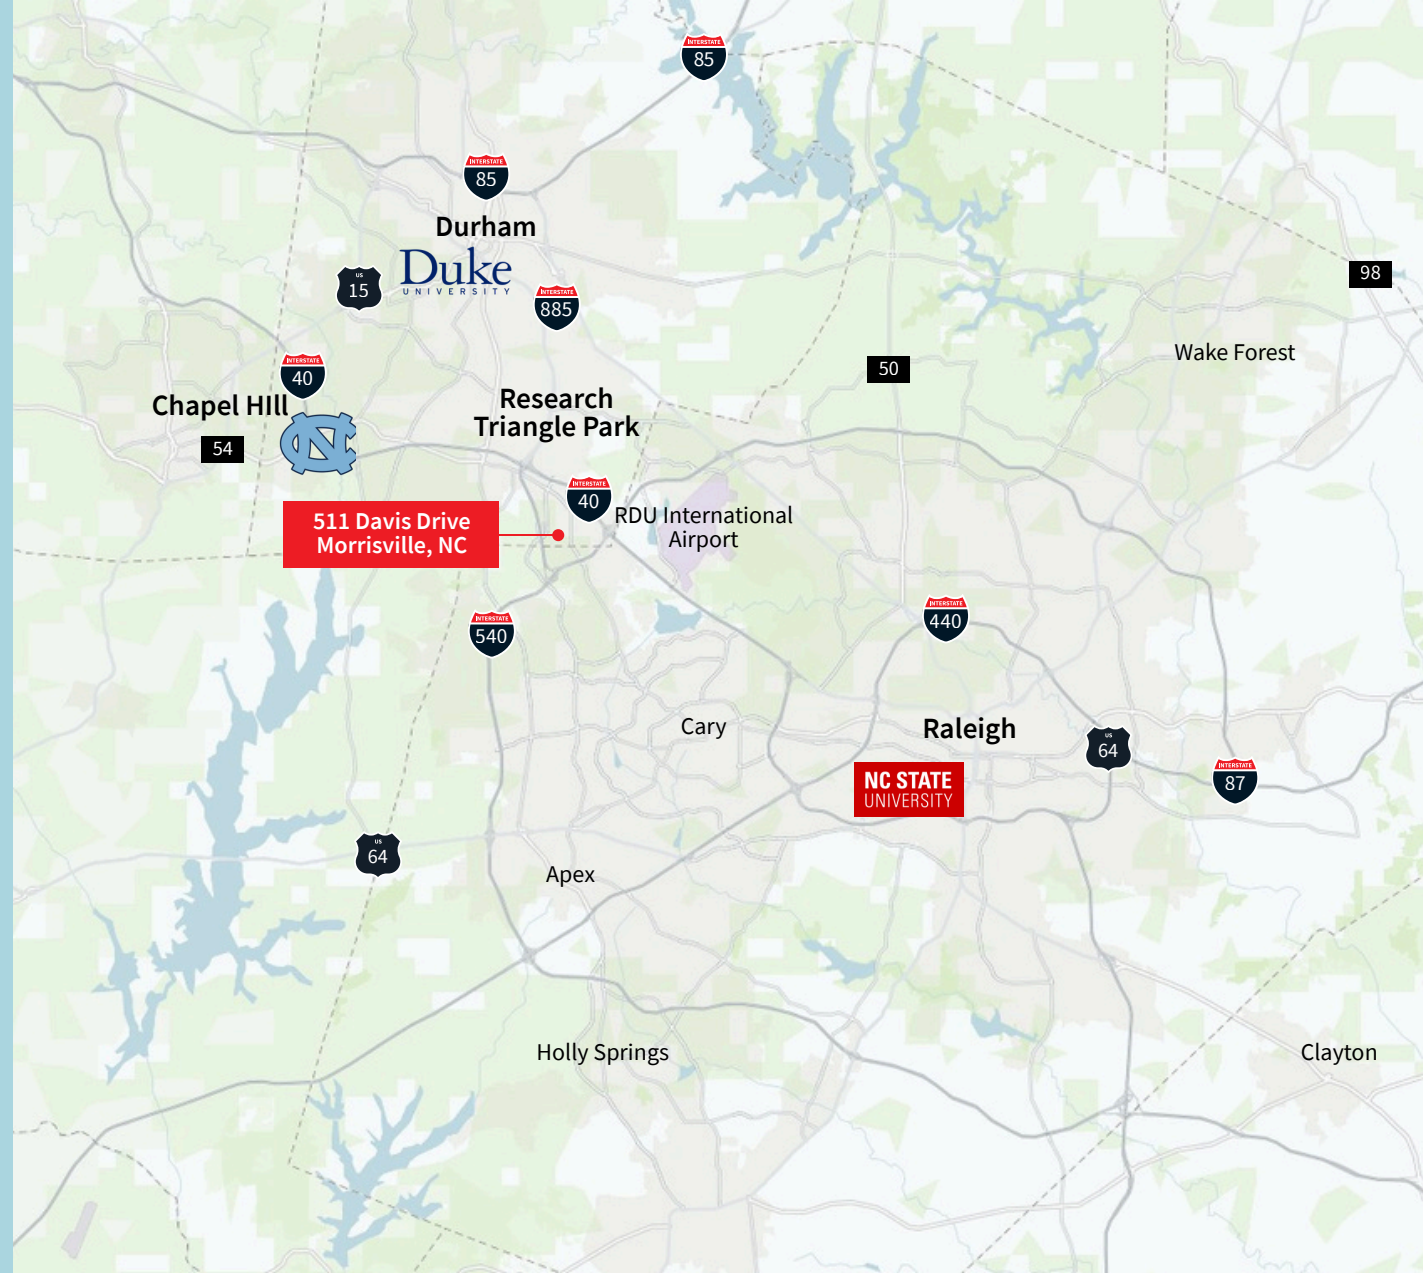 INTERSTATE
85
INTERSTATE
85
Durham
Duke
UNIVERSITY
US
15
INTERSTATE
885
98
Wake Forest
50
INTERSTATE
40
Chapel HIll
54
NC
Research
Triangle Park
INTERSTATE
40
RDU International
Airport
511 Davis Drive
Morrisville, NC
INTERSTATE
540
INTERSTATE
440
Cary
Raleigh
US
64
INTERSTATE
87
NC STATE
UNIVERSITY
US
64
Apex
Holly Springs
Clayton